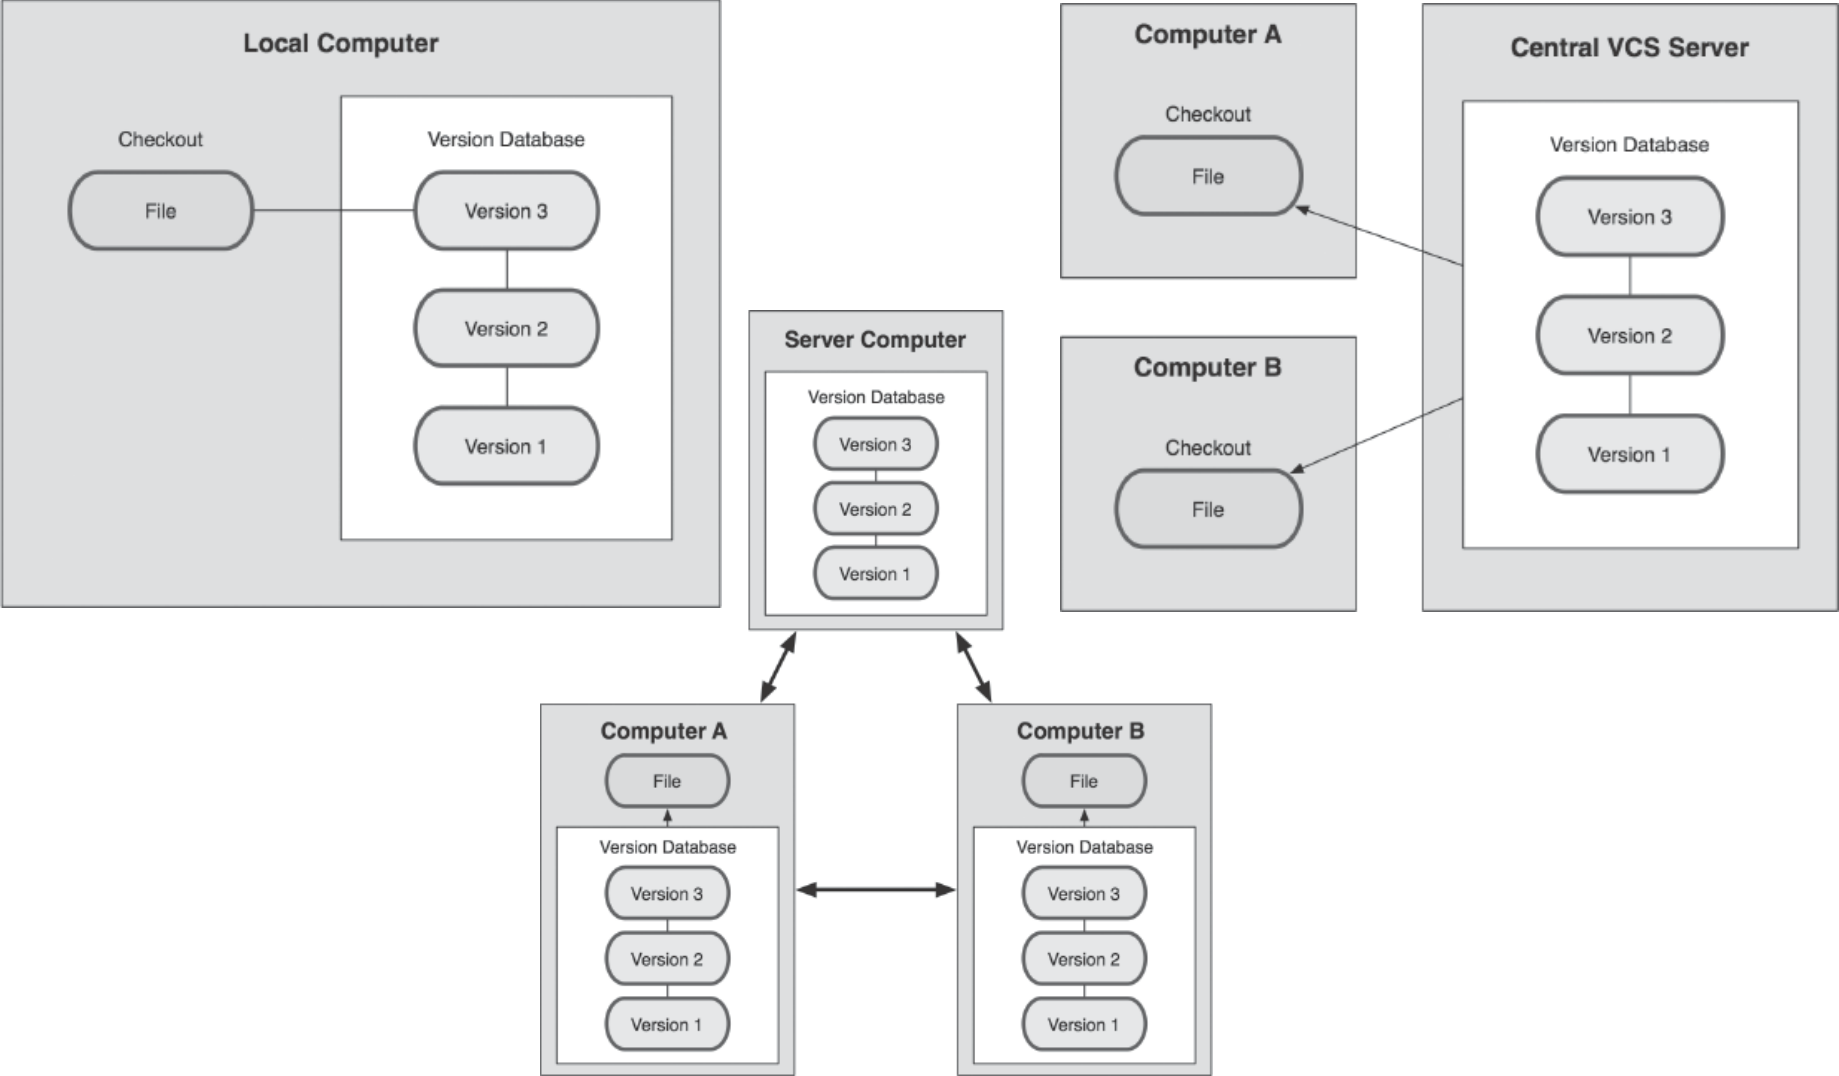 Local Computer
Checkout
File
Version Database
Version 3
Version 2
Version 1
Computer A
Checkout
File
Computer B
Checkout
File
Central VCS Server
Version Database
Version 3
Version 2
Version 1
Server Computer
Version Database
Version 3
Version 2
Version 1
Computer A
File
Version Database
Version 3
Version 2
Version 1
Computer B
File
Version Database
Version 3
Version 2
Version 1